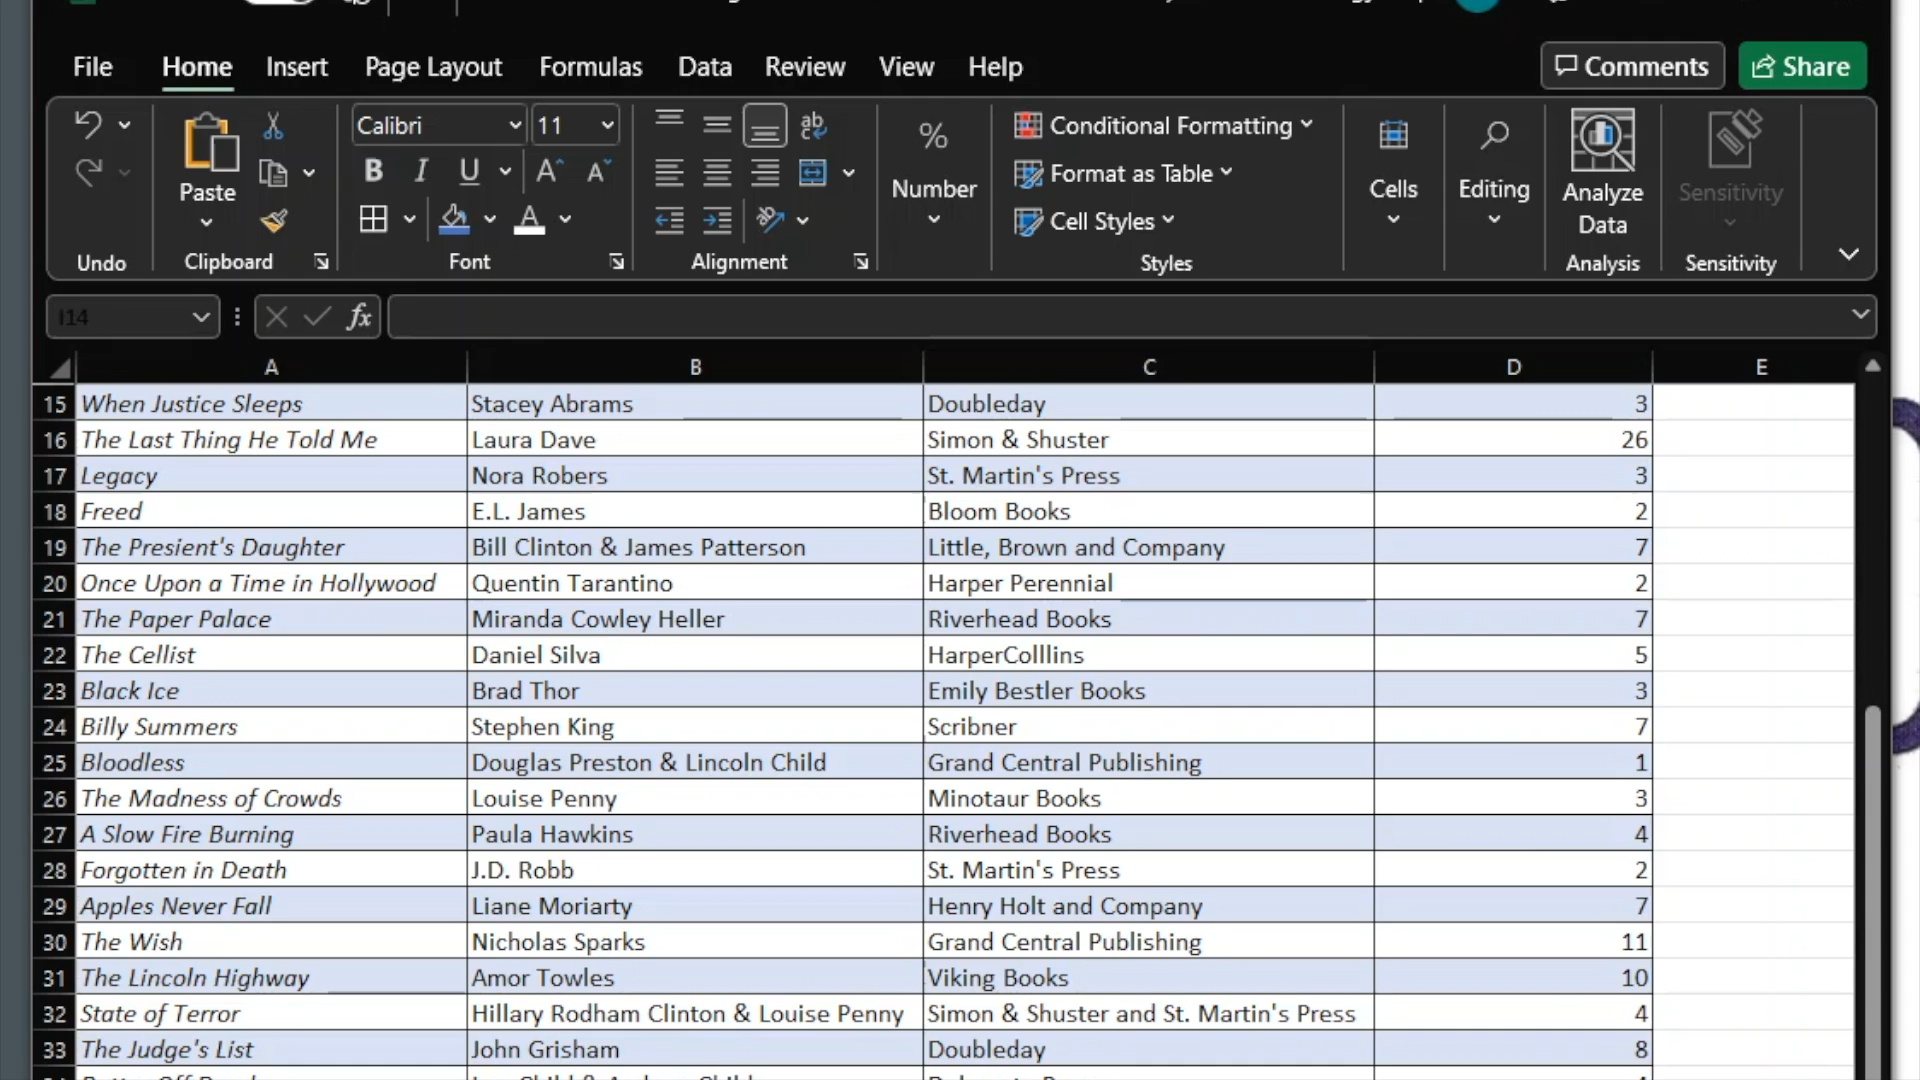 File Home Insert Page Layout Formulas Data Review View Help Comments Share
Calibri 11 % Conditional Formatting
Paste B I U Number Format as Table Cells Editing Analyze Data Sensitivity
Cell Styles
Undo Clipboard Font Alignment Styles Analysis Sensitivity
I14 fx
A B C D E
15 When Justice Sleeps Stacey Abrams Doubleday 3
16 The Last Thing He Told Me Laura Dave Simon & Shuster 26
17 Legacy Nora Robers St. Martin's Press 3
18 Freed E.L. James Bloom Books 2
19 The Presient's Daughter Bill Clinton & James Patterson Little, Brown and Company 7
20 Once Upon a Time in Hollywood Quentin Tarantino Harper Perennial 2
21 The Paper Palace Miranda Cowley Heller Riverhead Books 7
22 The Cellist Daniel Silva HarperColllins 5
23 Black Ice Brad Thor Emily Bestler Books 3
24 Billy Summers Stephen King Scribner 7
25 Bloodless Douglas Preston & Lincoln Child Grand Central Publishing 1
26 The Madness of Crowds Louise Penny Minotaur Books 3
27 A Slow Fire Burning Paula Hawkins Riverhead Books 4
28 Forgotten in Death J.D. Robb St. Martin's Press 2
29 Apples Never Fall Liane Moriarty Henry Holt and Company 7
30 The Wish Nicholas Sparks Grand Central Publishing 11
31 The Lincoln Highway Amor Towles Viking Books 10
32 State of Terror Hillary Rodham Clinton & Louise Penny Simon & Shuster and St. Martin's Press 4
33 The Judge's List John Grisham Doubleday 8